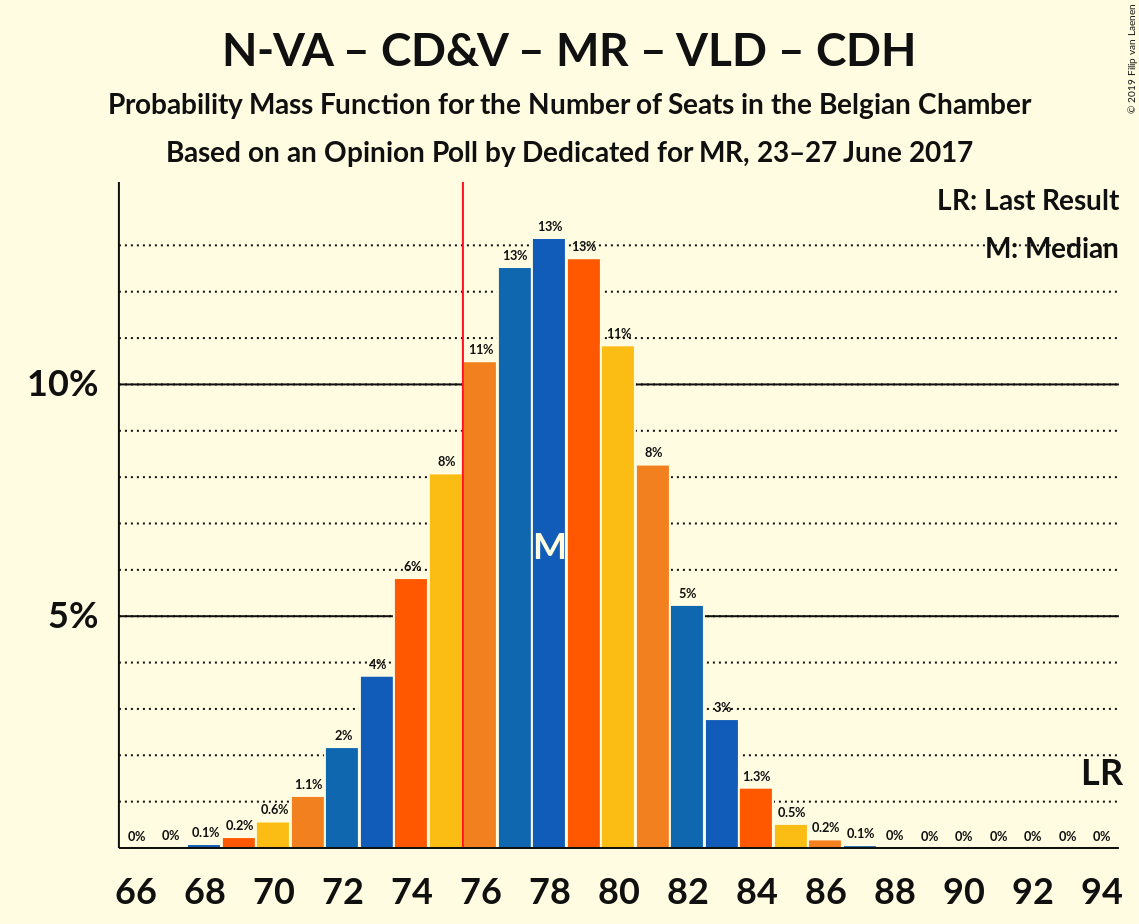 N-VA – CD&V – MR – VLD – CDH
Probability Mass Function for the Number of Seats in the Belgian Chamber
Based on an Opinion Poll by Dedicated for MR, 23–27 June 2017
© 2019 Filip van Laenen
LR: Last Result
M: Median
13%
13%
13%
11%
11%
10%
8%
8%
M
6%
5%
5%
4%
3%
2%
LR
1.3%
1.1%
0.6%
0.5%
0% 0% 0.1% 0.2% 0.2% 0.1% 0% 0% 0% 0% 0% 0% 0%
66 68 70 72 74 76 78 80 82 84 86 88 90 92 94